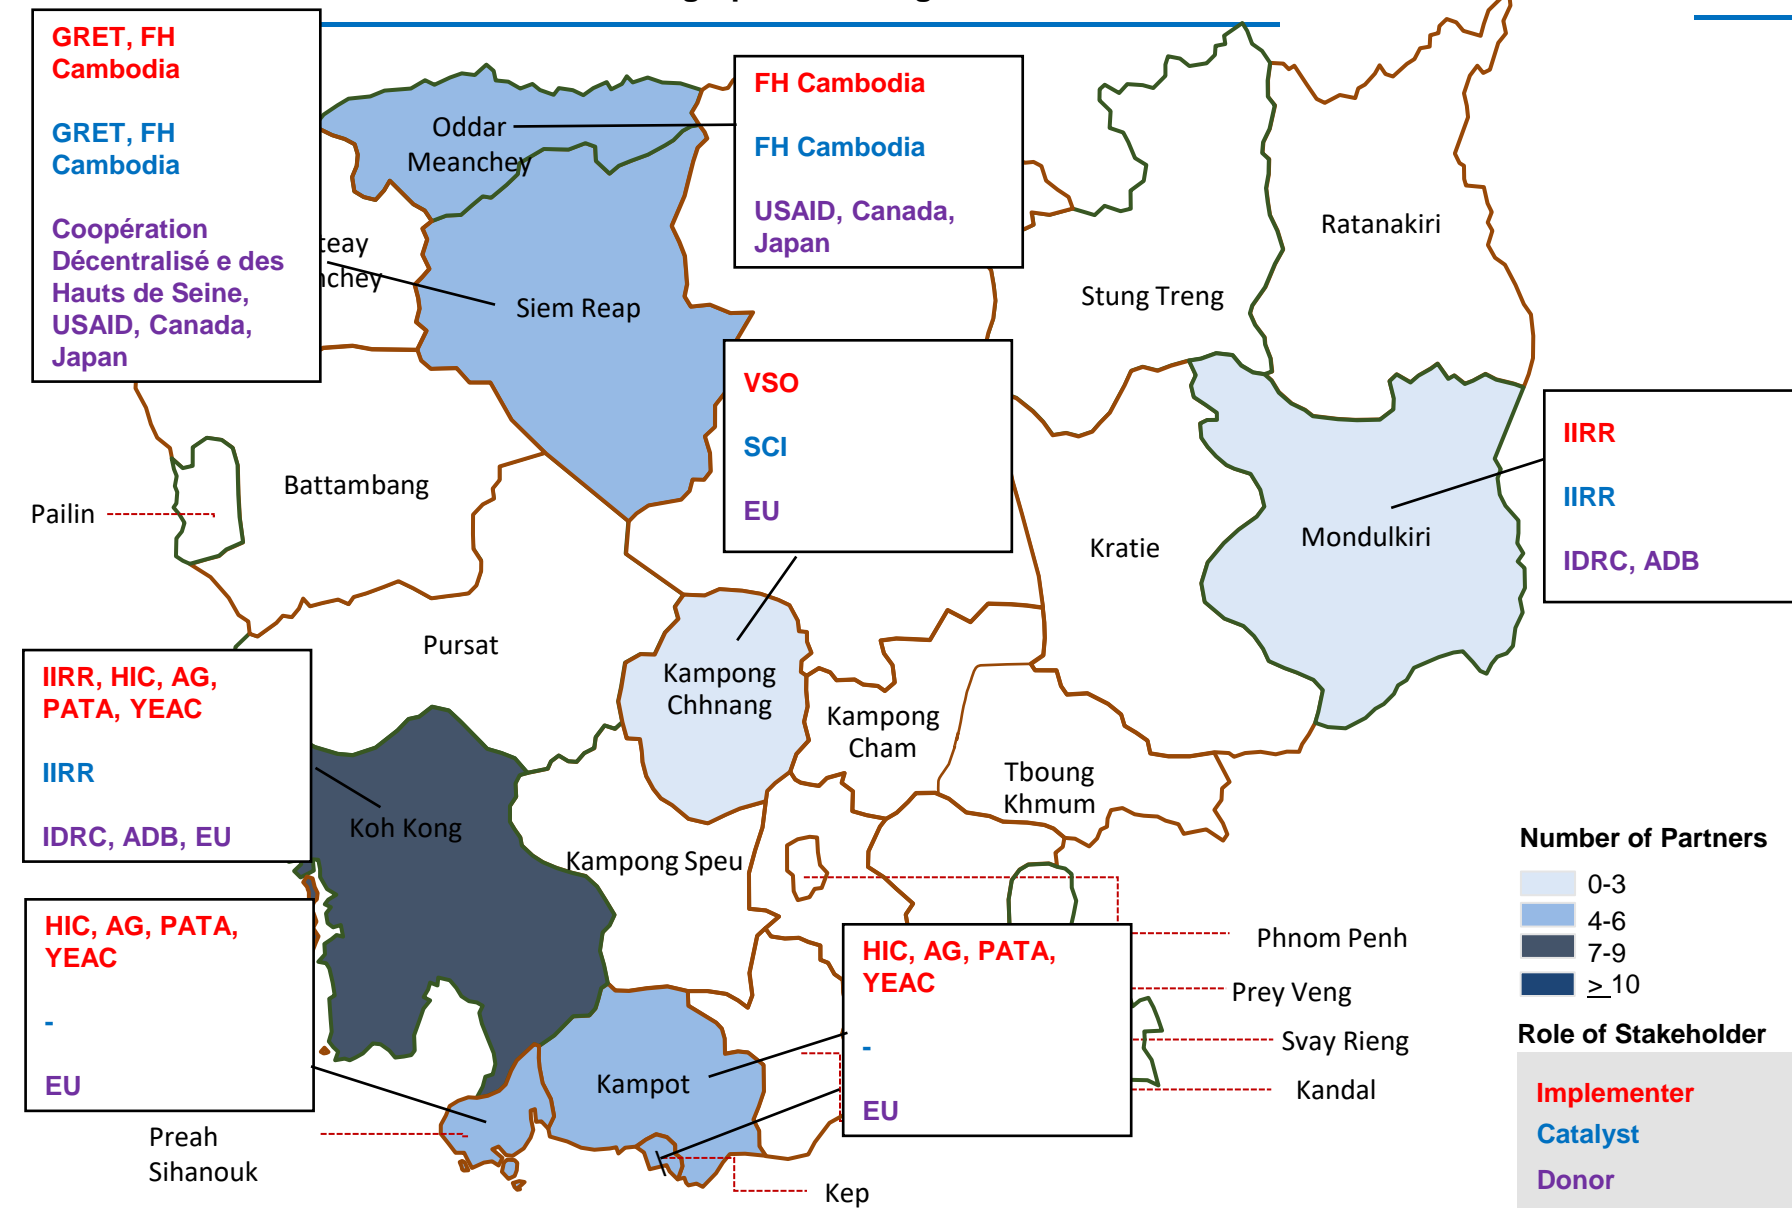 GRET, FH
Cambodia
GRET, FH
Cambodia
Coopération
Décentralisé e des
Hauts de Seine,
USAID, Canada,
Japan
FH Cambodia
FH Cambodia
USAID, Canada,
Japan
Oddar
Meanchey
teay
nchey
Siem Reap
Stung Treng
Ratanakiri
VSO
SCI
EU
IIRR
IIRR
IDRC, ADB
Battambang
Pailin
Kratie
Mondulkiri
Pursat
Kampong
Chhnang
Kampong
Cham
Tboung
Khmum
IIRR, HIC, AG,
PATA, YEAC
IIRR
IDRC, ADB, EU
Koh Kong
Kampong Speu
HIC, AG, PATA,
YEAC
-
EU
HIC, AG, PATA,
YEAC
-
EU
Kampot
Preah
Sihanouk
Kep
Phnom Penh
Prey Veng
Svay Rieng
Kandal
Number of Partners
0-3
4-6
7-9
> 10
Role of Stakeholder
Implementer
Catalyst
Donor